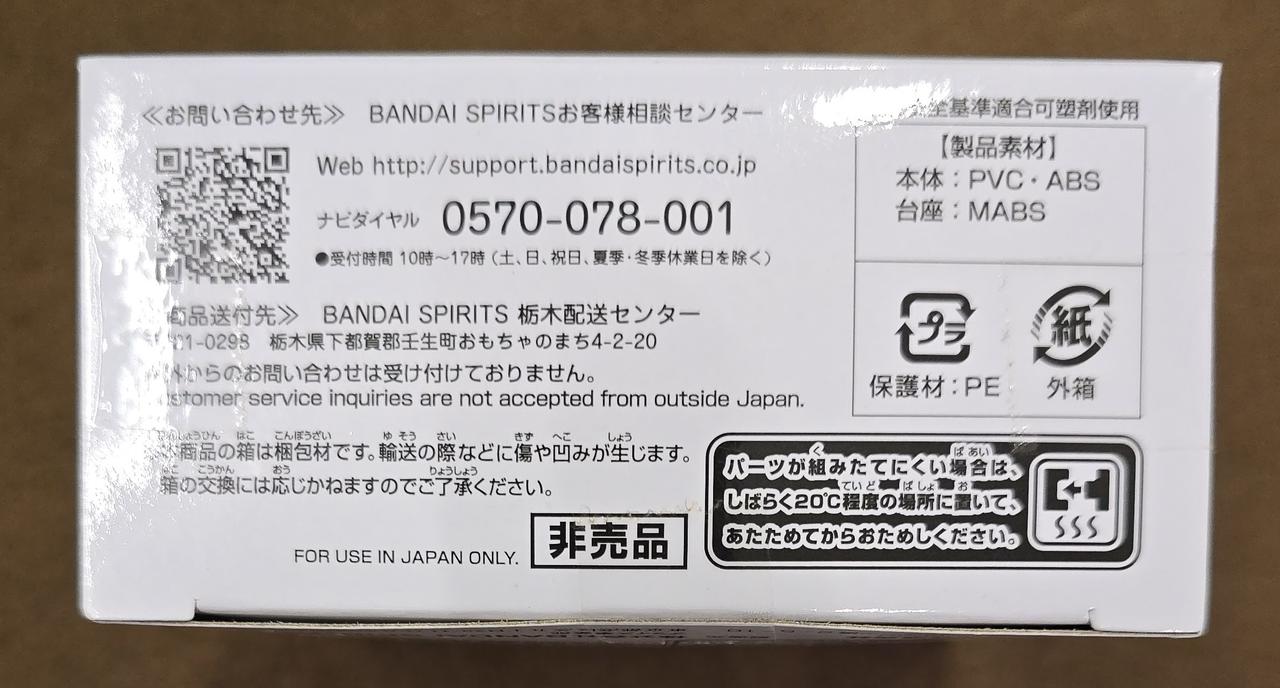 ≪お問い合わせ先≫ BANDAI SPIRITSお客様相談センター
Web http://support.bandaispirits.co.jp
ナビダイヤル 0570-078-001
●受付時間 10時～17時（土、日、祝日、夏季・冬季休業日を除く）
商品送付先≫ BANDAI SPIRITS 栃木配送センター
栃木県下都賀郡壬生町おもちゃのまち4-2-20
外からのお問い合わせは受け付けておりません。
customer service inquiries are not accepted from outside Japan.
本商品の箱は梱包材です。輸送の際などに傷や凹みが生じます。
箱の交換には応じかねますのでご了承ください。
FOR USE IN JAPAN ONLY.
非売品
全基準適合可塑剤使用
【製品素材】
本体：PVC・ABS
台座：MABS
プラ
保護材：PE
紙
外箱
パーツが組みたてにくい場合は、
しばらく20℃程度の場所に置いて、
あたためてからおためしください。